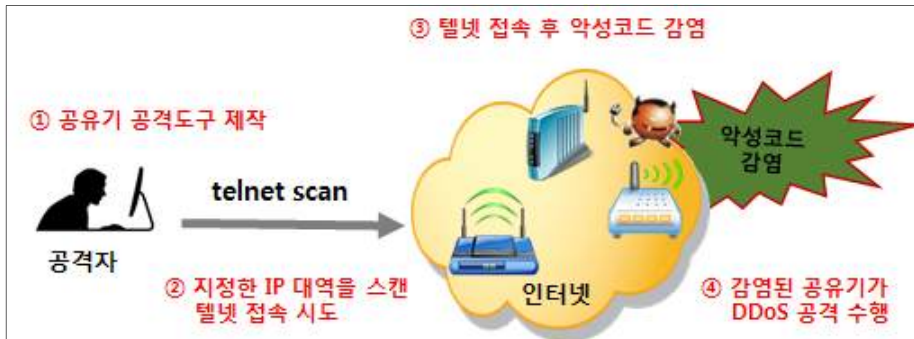 ③ 텔넷 접속 후 악성코드 감염
① 공유기 공격도구 제작
악성코드
감염
telnet scan
공격자
② 지정한 IP 대역을 스캔
텔넷 접속 시도
인터넷
④ 감염된 공유기가
DDoS 공격 수행